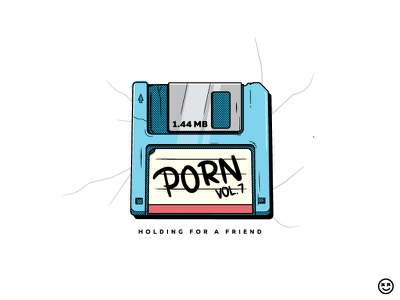 1.44 MB
PORN
VOL.7
HOLDING FOR A FRIEND